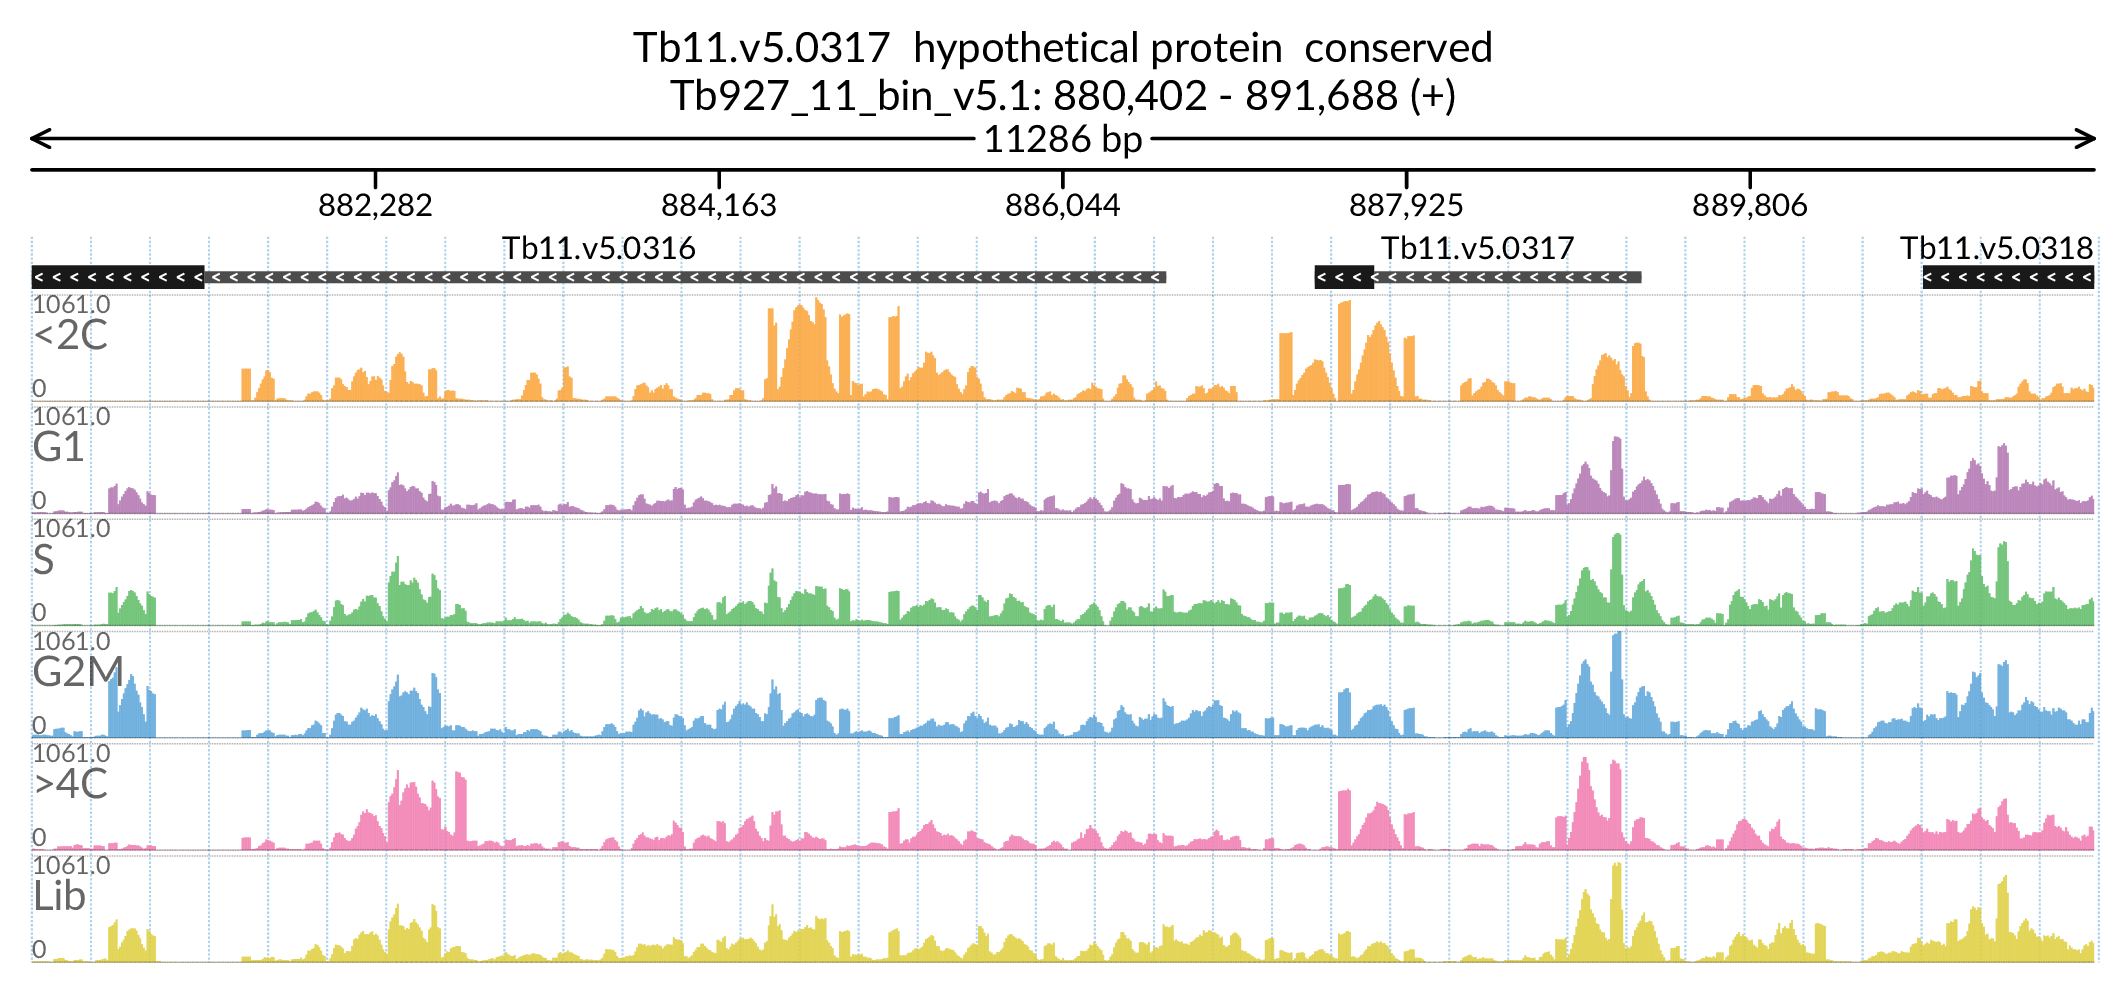 Tb11.v5.0317 hypothetical protein conserved
Tb927_11_bin_v5.1: 880,402 - 891,688 (+)
11286 bp
882,282 884,163 886,044 887,925 889,806
Tb11.v5.0316 Tb11.v5.0317 Tb11.v5.0318
1061.0
<2C
0
1061.0
G1
0
1061.0
S
0
1061.0
G2M
0
1061.0
>4C
0
1061.0
Lib
0